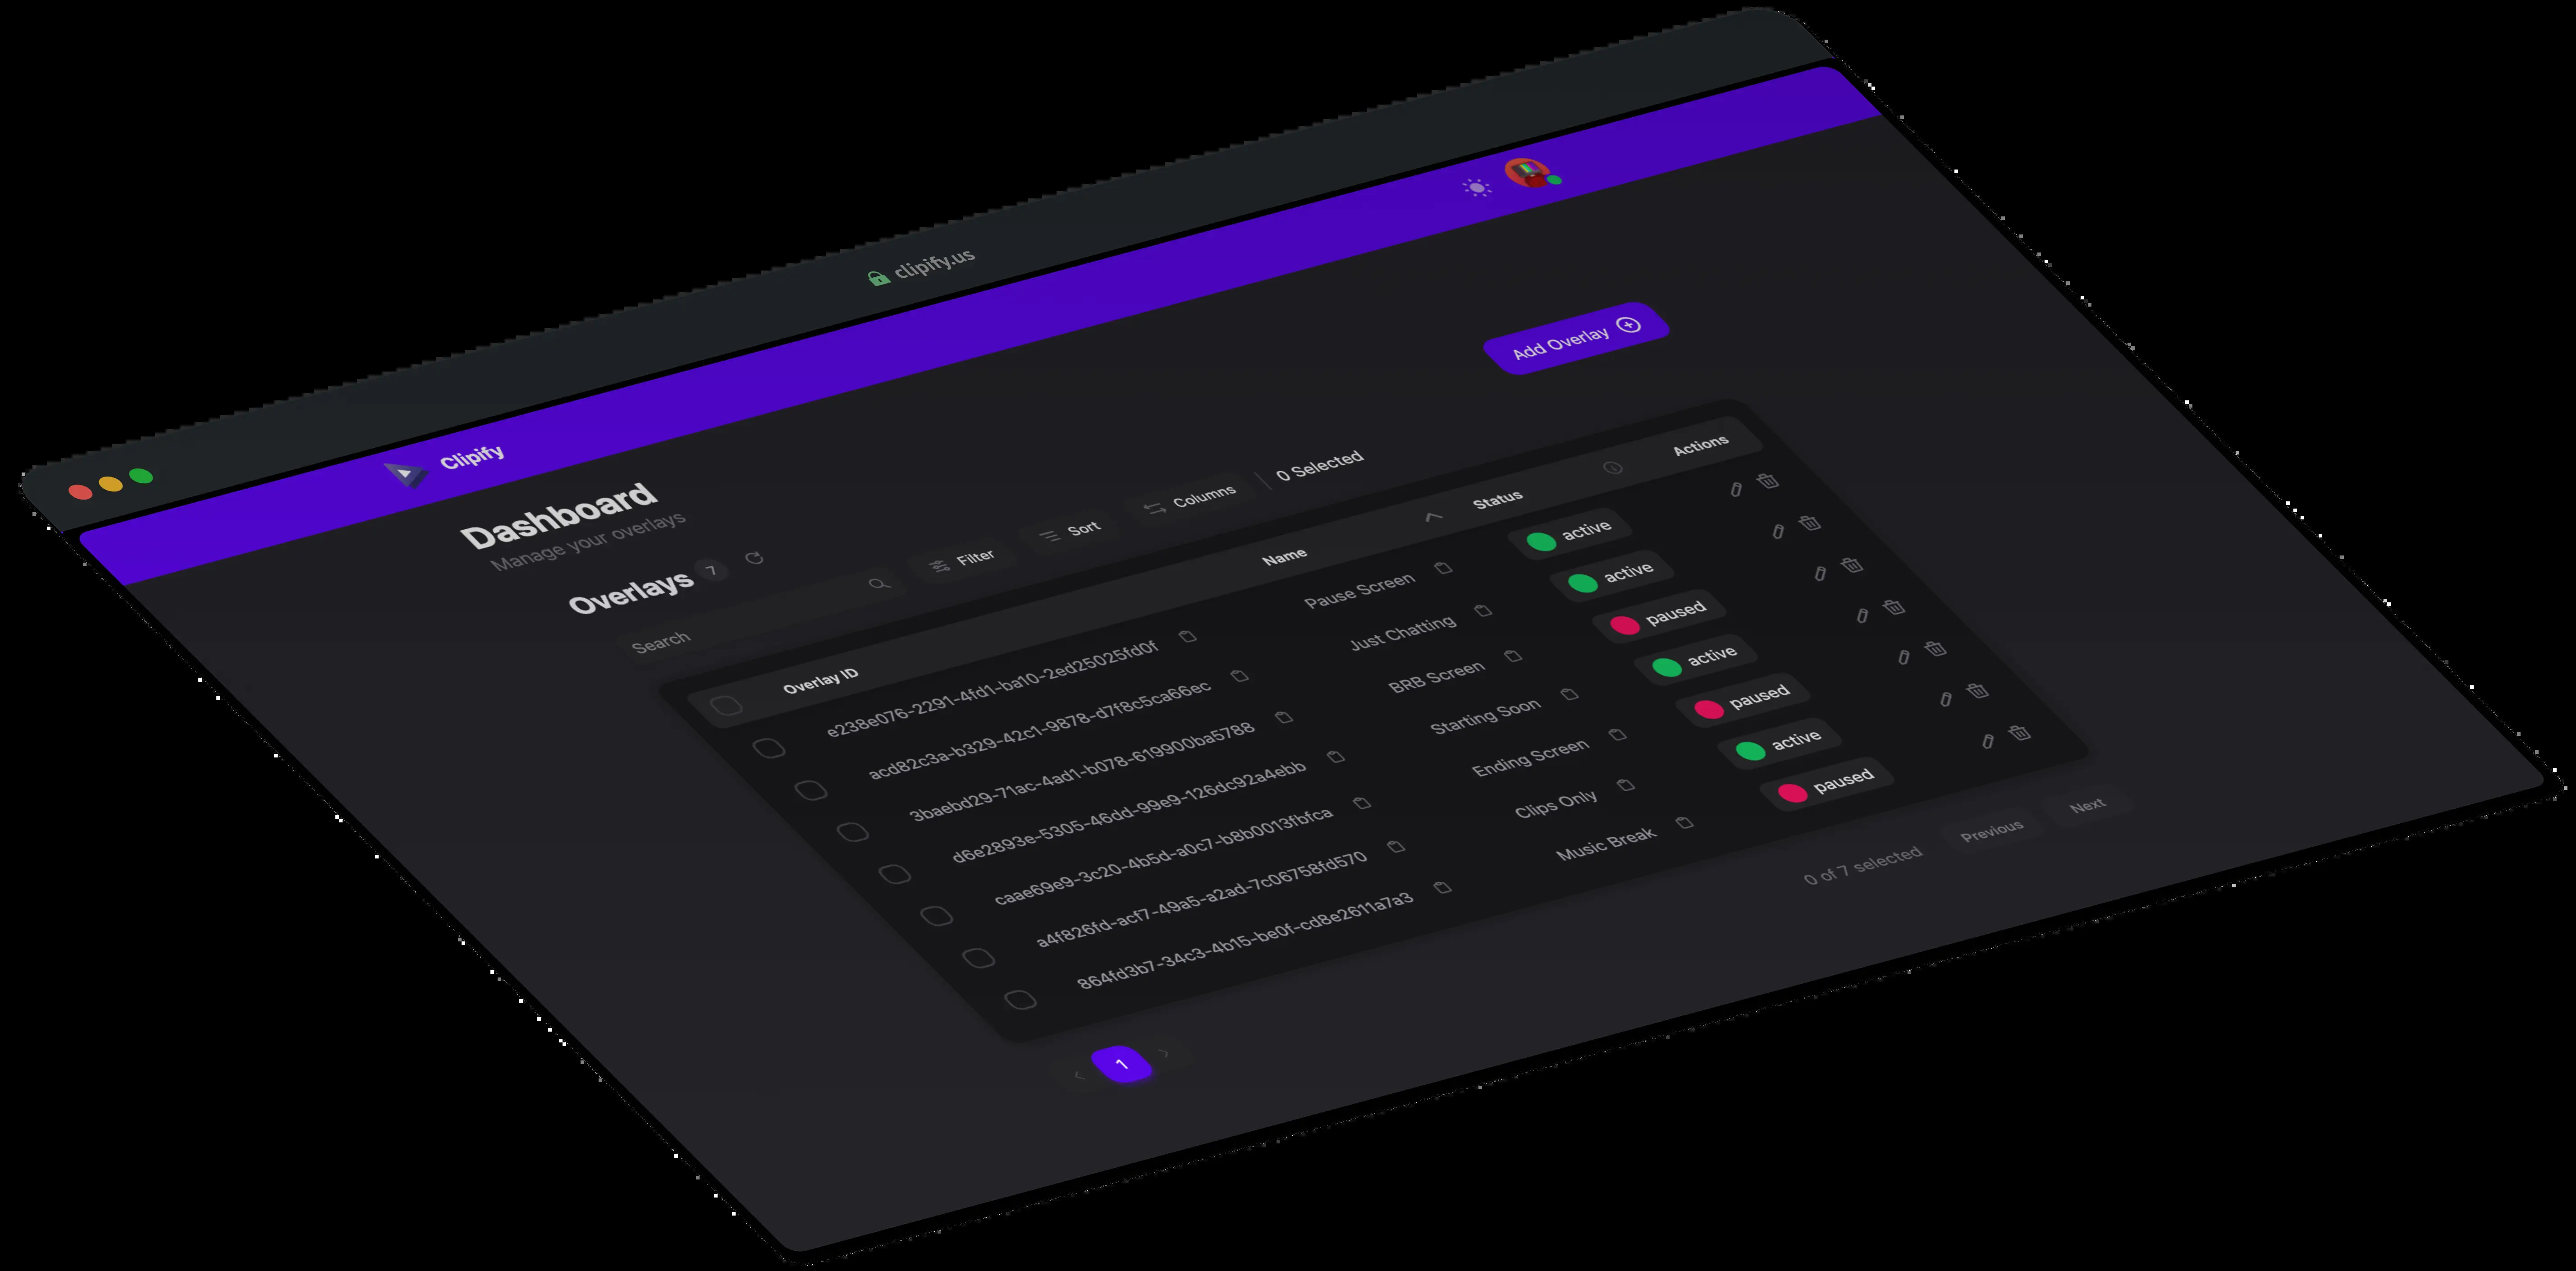 clipify.us
Clipify
Dashboard
Manage your overlays
Add Overlay
Overlays 7
Search
Filter
Sort
Columns
0 Selected
Overlay ID Name Status Actions
e238e076-2291-4fd1-ba10-2ed25025fd0f Pause Screen active
acd82c3a-b329-42c1-9878-d7f8c5ca66ec Just Chatting active
3baebd29-71ac-4ad1-b078-619900ba5788 BRB Screen paused
d6e2893e-5305-46dd-99e9-126dc92a4ebb Starting Soon active
caae69e9-3c20-4b5d-a0c7-b8b0013fbfca Ending Screen paused
a4f826fd-acf7-49a5-a2ad-7c06758fd570 Clips Only active
864fd3b7-34c3-4b15-be0f-cd8e2611a7a3 Music Break paused
1
0 of 7 selected
Previous
Next